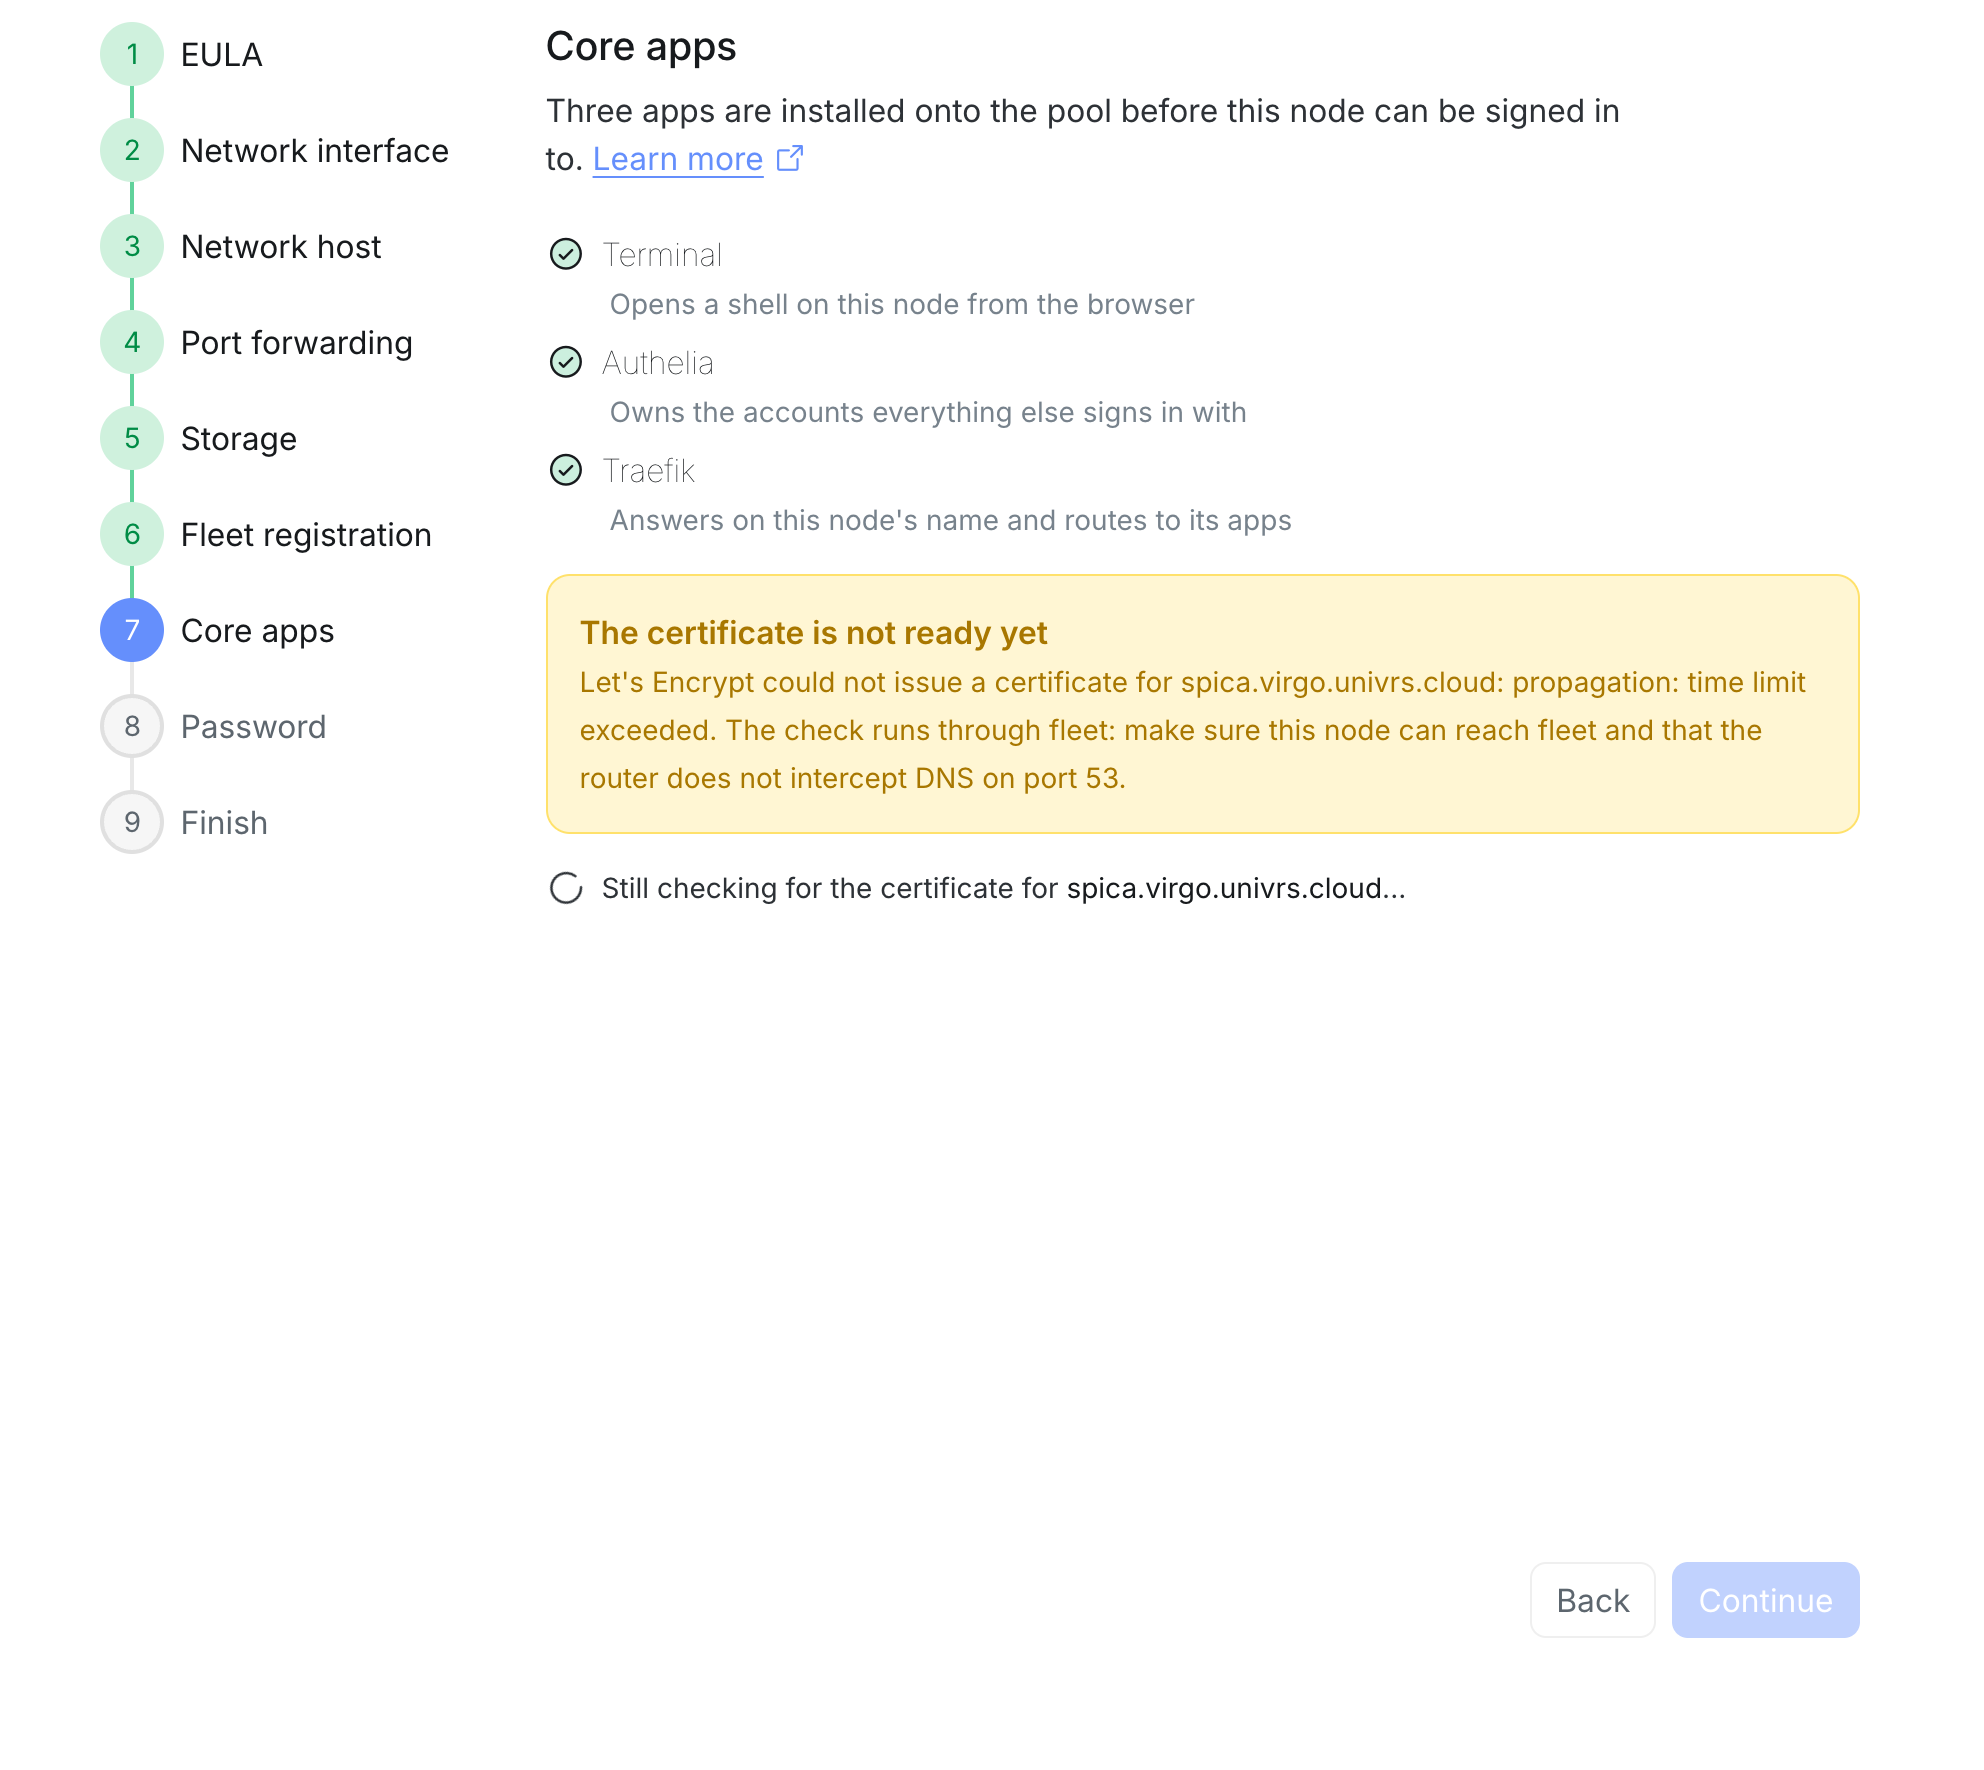 1 EULA
2 Network interface
3 Network host
4 Port forwarding
5 Storage
6 Fleet registration
7 Core apps
8 Password
9 Finish
Core apps
Three apps are installed onto the pool before this node can be signed in
to. Learn more
Terminal
Opens a shell on this node from the browser
Authelia
Owns the accounts everything else signs in with
Traefik
Answers on this node's name and routes to its apps
The certificate is not ready yet
Let's Encrypt could not issue a certificate for spica.virgo.univrs.cloud: propagation: time limit
exceeded. The check runs through fleet: make sure this node can reach fleet and that the
router does not intercept DNS on port 53.
Still checking for the certificate for spica.virgo.univrs.cloud...
Back
Continue